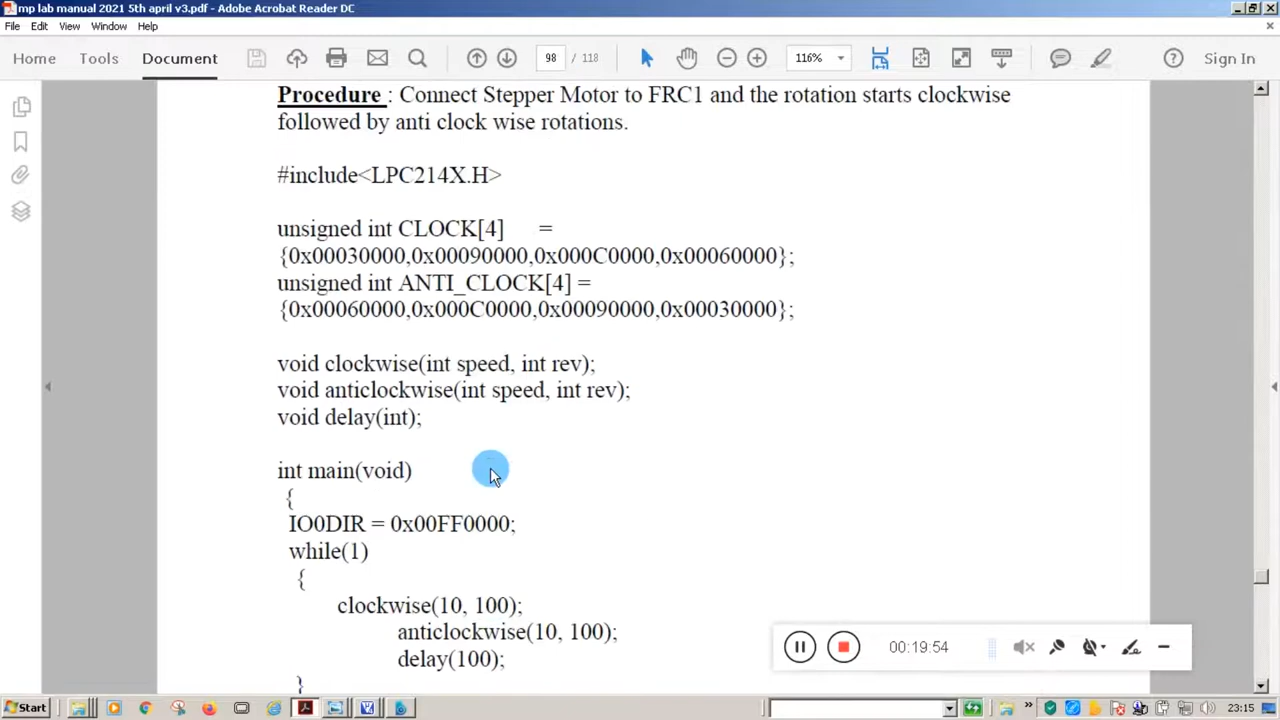 mp lab manual 2021 5th april v3.pdf - Adobe Acrobat Reader DC
File Edit View Window Help
Home Tools Document 98 / 118 116% Sign In
Procedure : Connect Stepper Motor to FRC1 and the rotation starts clockwise
followed by anti clock wise rotations.
#include<LPC214X.H>
unsigned int CLOCK[4] =
{0x00030000,0x00090000,0x000C0000,0x00060000};
unsigned int ANTI_CLOCK[4] =
{0x00060000,0x000C0000,0x00090000,0x00030000};
void clockwise(int speed, int rev);
void anticlockwise(int speed, int rev);
void delay(int);
int main(void)
{
IO0DIR = 0x00FF0000;
while(1)
{
clockwise(10, 100);
anticlockwise(10, 100);
delay(100);
}
00:19:54
Start 23:15